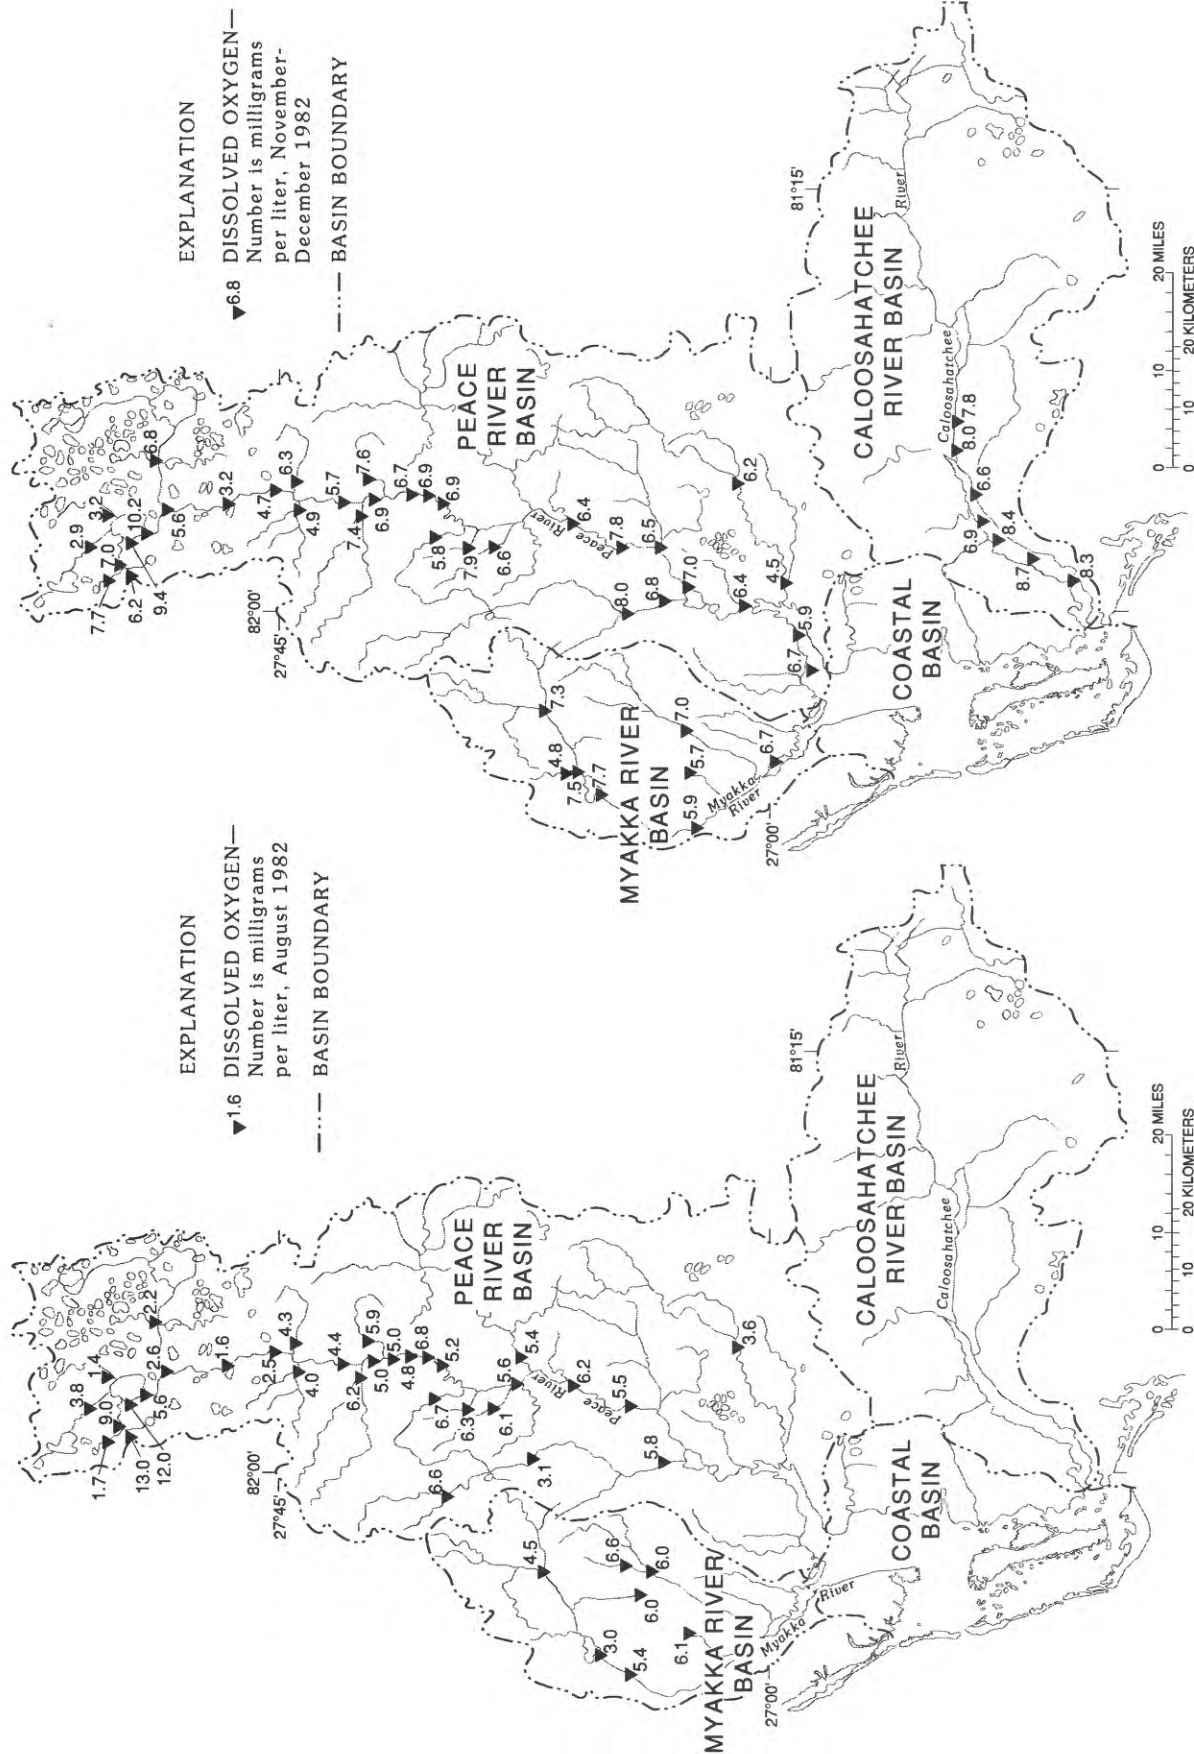 EXPLANATION
▼1.6 DISSOLVED OXYGEN—
Number is milligrams
per liter, August 1982
BASIN BOUNDARY
1.7
3.8
9.0
1.4
13.0
12.0
5.6
2.6
2.2
1.6
2.5
4.3
4.0
4.4
6.2
5.9
5.0
5.0
4.8
6.8
5.2
6.7
6.3
6.1
5.6
5.4
6.2
5.5
3.6
6.6
3.1
5.8
4.5
6.6
6.0
6.0
3.0
5.4
6.1
82°00'
27°45'
27°00'
81°15'
PEACE
RIVER
BASIN
Peace River
MYAKKA RIVER
BASIN
Myakka River
COASTAL
BASIN
CALOOSAHATCHEE
RIVER BASIN
Caloosahatchee River
0 10 20 MILES
0 10 20 KILOMETERS
EXPLANATION
▼6.8 DISSOLVED OXYGEN—
Number is milligrams
per liter, November-
December 1982
BASIN BOUNDARY
7.7
2.9
7.0
3.2
6.2
9.4
10.2
5.6
6.8
3.2
4.7
6.3
4.9
5.7
7.4
7.6
6.9
6.7
6.9
6.9
5.8
7.9
6.6
6.4
7.8
6.5
6.2
8.0
6.8
7.0
6.4
4.5
5.9
6.7
7.3
4.8
7.5
7.7
7.0
5.7
5.9
6.7
7.8
8.0
6.6
6.9
8.4
8.7
8.3
82°00'
27°45'
27°00'
81°15'
PEACE
RIVER
BASIN
Peace River
MYAKKA RIVER
BASIN
Myakka
River
COASTAL
BASIN
CALOOSAHATCHEE
RIVER BASIN
Caloosahatchee River
0 10 20 MILES
0 10 20 KILOMETERS